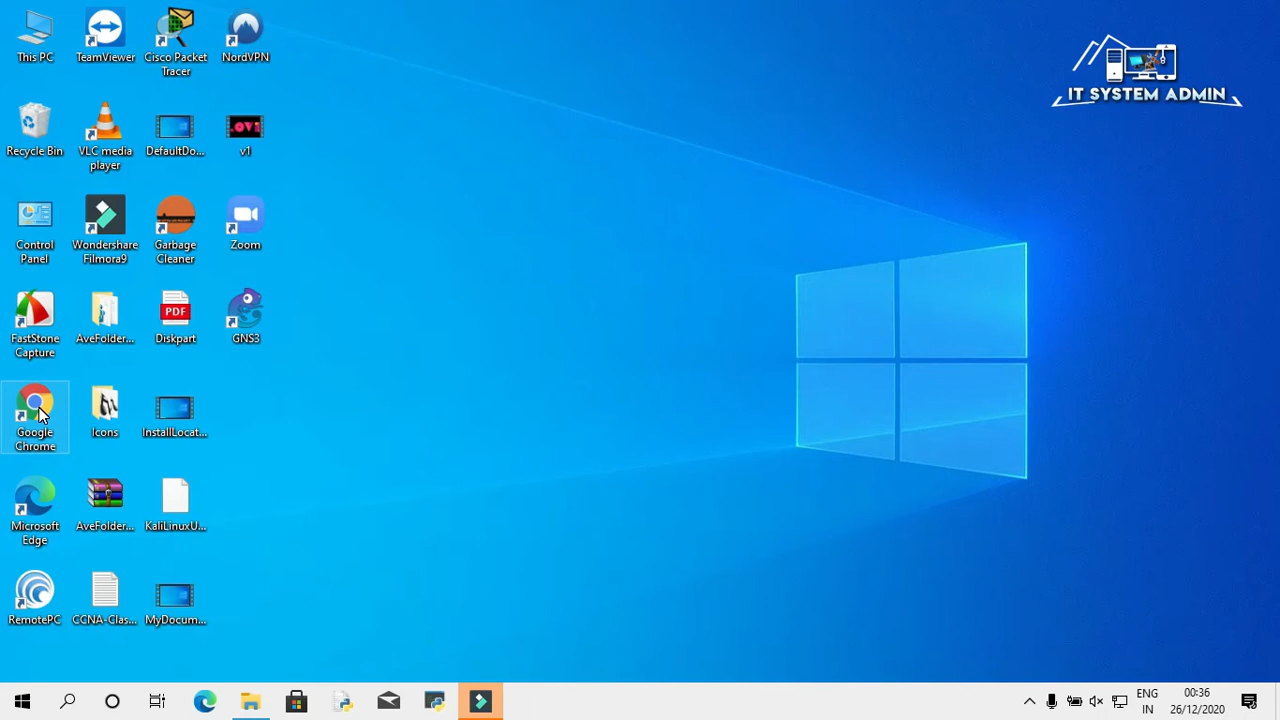 This PC
TeamViewer
Cisco Packet
Tracer
NordVPN
Recycle Bin
VLC media
player
DefaultDo...
.OV
v1
Control
Panel
Wondershare
Filmora9
Garbage
Cleaner
Zoom
FastStone
Capture
AveFolder...
PDF
Diskpart
GNS3
Google
Chrome
Icons
InstallLocat...
Microsoft
Edge
AveFolder...
KaliLinuxU...
RemotePC
CCNA-Clas...
MyDocum...
IT SYSTEM ADMIN
ENG
IN
00:36
26/12/2020